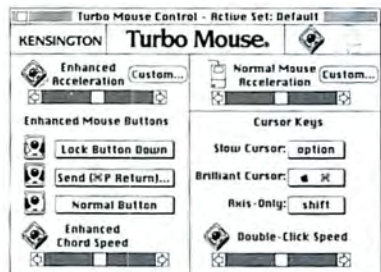 Turbo Mouse Control - Active Set: Default
KENSINGTON Turbo Mouse.
Enhanced
Acceleration Custom...
Normal Mouse
Acceleration Custom...
Enhanced Mouse Buttons
Lock Button Down
Send [⌘P Return]...
Normal Button
Enhanced
Chord Speed
Cursor Keys
Slow Cursor: option
Brilliant Cursor: ⌘
Axis-Only: shift
Double-Click Speed